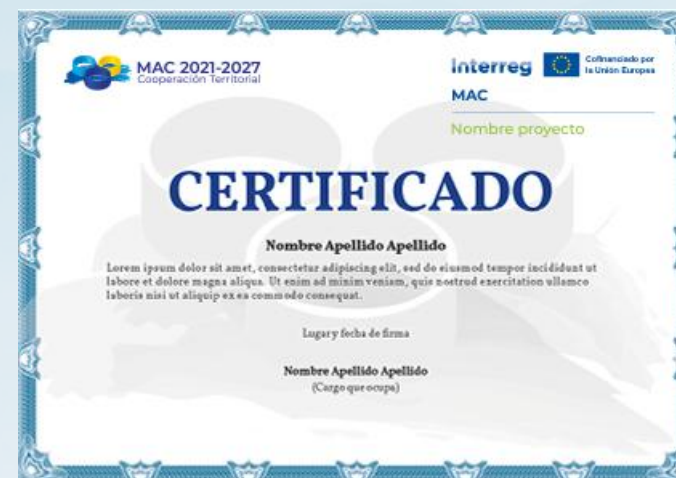 MAC 2021-2027
Cooperación Territorial
Interreg
Cofinanciado por
la Unión Europea
MAC
Nombre proyecto
CERTIFICADO
Nombre Apellido Apellido
Lorem ipsum dolor sit amet, consectetur adipiscing elit, sed do eiusmod tempor incididunt ut
labore et dolore magna aliqua. Ut enim ad minim veniam, quis nostrud exercitation ullamco
laboris nisi ut aliquip ex ea commodo consequat.
Lugar y fecha de firma
Nombre Apellido Apellido
(Cargo que ocupa)